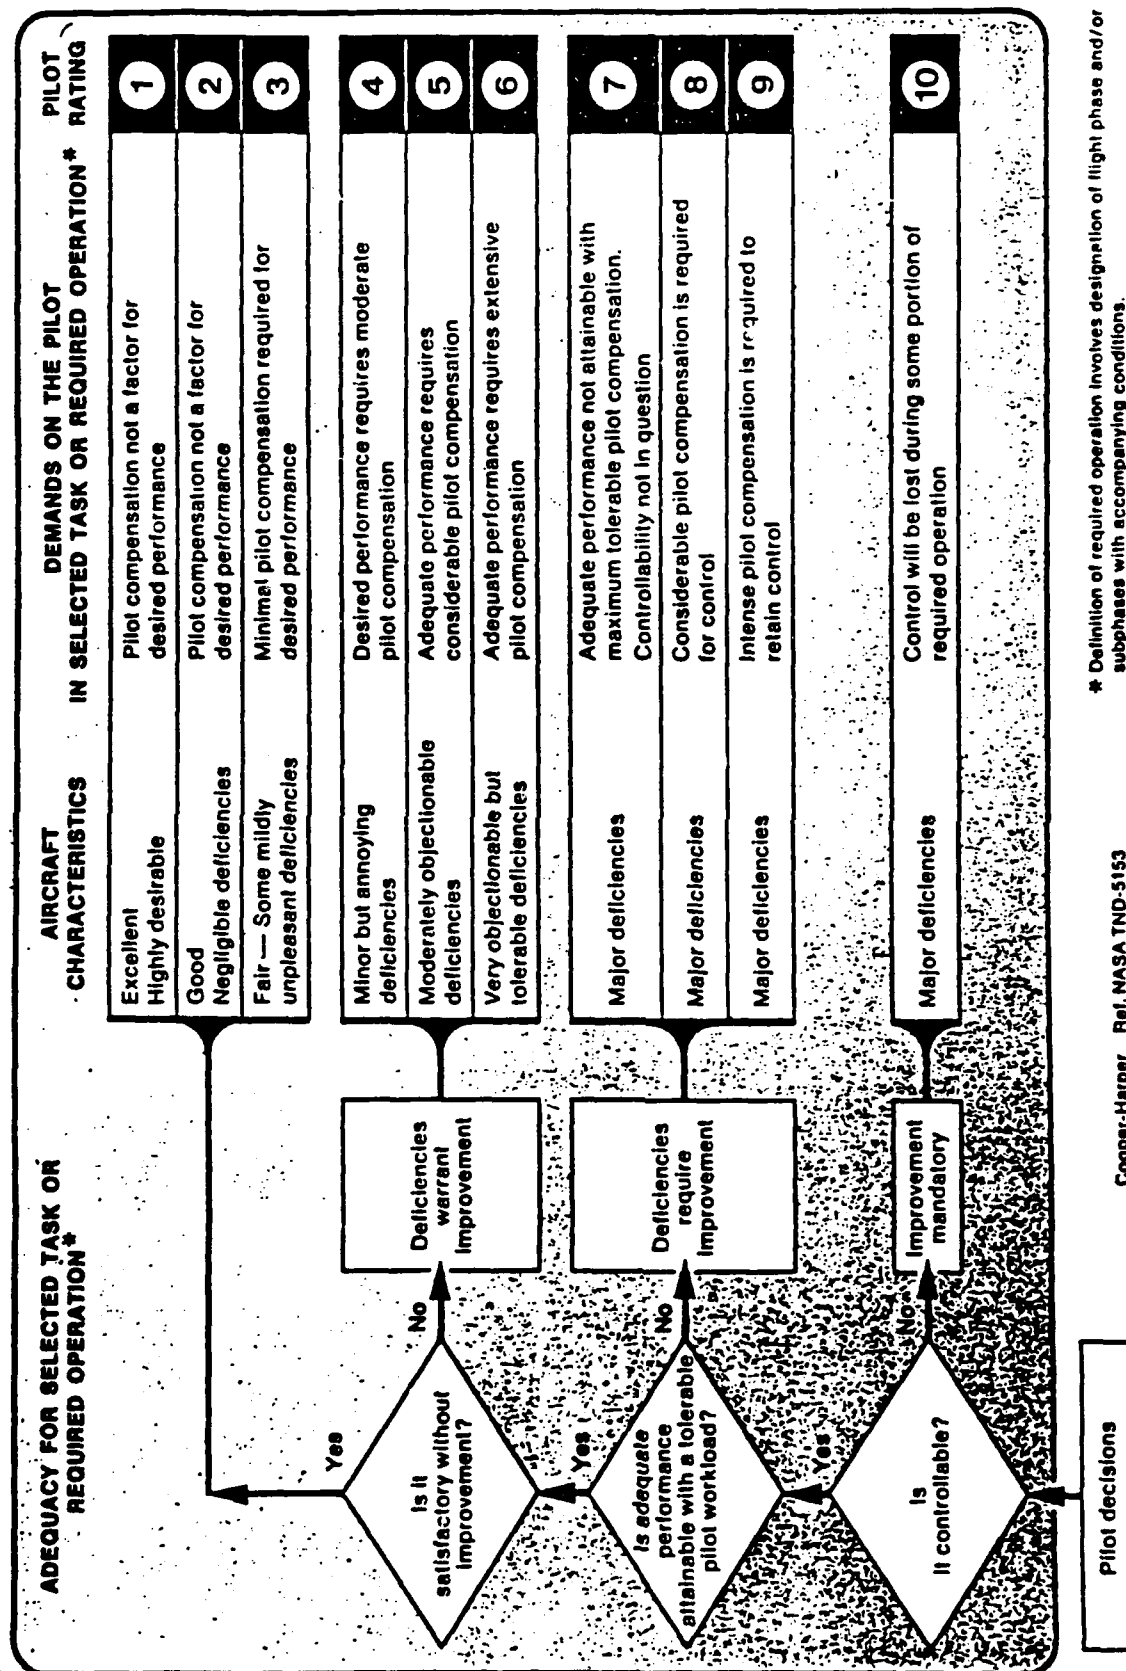 ADEQUACY FOR SELECTED TASK OR
REQUIRED OPERATION*
AIRCRAFT
CHARACTERISTICS
DEMANDS ON THE PILOT
IN SELECTED TASK OR REQUIRED OPERATION*
PILOT
RATING
Excellent
Highly desirable
Pilot compensation not a factor for
desired performance
1
Good
Negligible deficiencies
Pilot compensation not a factor for
desired performance
2
Fair — Some mildly
unpleasant deficiencies
Minimal pilot compensation required for
desired performance
3
Yes
Is it
satisfactory without
improvement?
No
Deficiencies
warrant
improvement
Minor but annoying
deficiencies
Desired performance requires moderate
pilot compensation
4
Moderately objectionable
deficiencies
Adequate performance requires
considerable pilot compensation
5
Very objectionable but
tolerable deficiencies
Adequate performance requires extensive
pilot compensation
6
Yes
Is adequate
performance
attainable with a tolerable
pilot workload?
No
Deficiencies
require
improvement
Major deficiencies
Adequate performance not attainable with
maximum tolerable pilot compensation.
Controllability not in question
7
Major deficiencies
Considerable pilot compensation is required
for control
8
Major deficiencies
Intense pilot compensation is required to
retain control
9
Yes
Is
it controllable?
No
Improvement
mandatory
Major deficiencies
Control will be lost during some portion of
required operation
10
Pilot decisions
Cooper-Harper Ref. NASA TND-5153
* Definition of required operation involves designation of flight phase and/or
subphases with accompanying conditions.